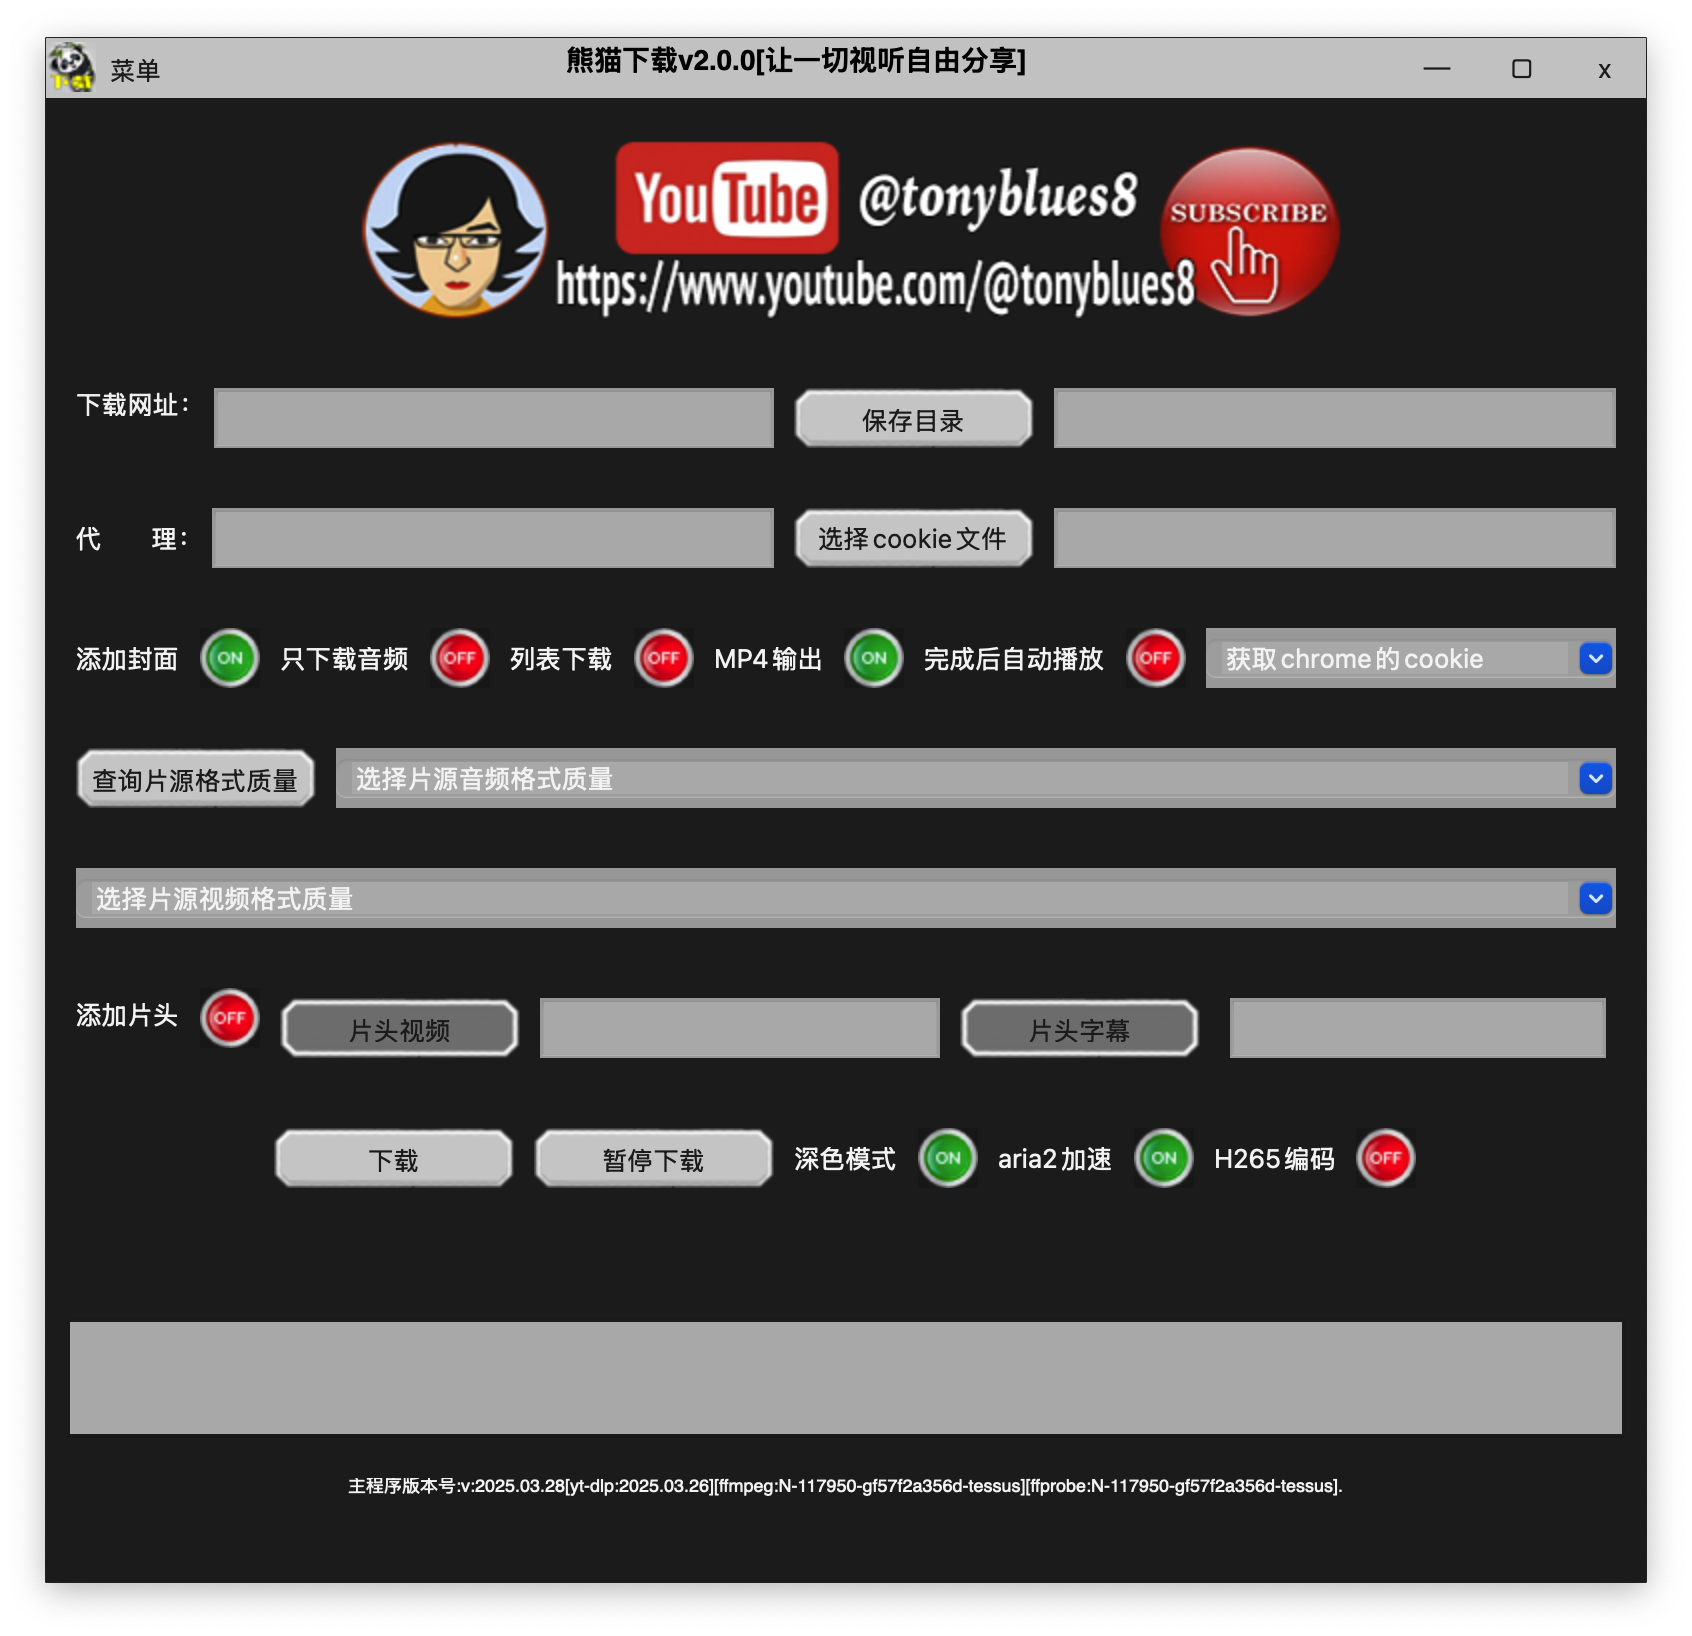 菜单
熊猫下载v2.0.0[让一切视听自由分享]
x
YouTube @tonyblues8
SUBSCRIBE
https://www.youtube.com/@tonyblues8
下载网址：
保存目录
代 理：
选择cookie文件
添加封面 ON 只下载音频 OFF 列表下载 OFF MP4输出 ON 完成后自动播放 OFF 获取chrome的cookie
查询片源格式质量 选择片源音频格式质量
选择片源视频格式质量
添加片头 OFF 片头视频 片头字幕
下载 暂停下载 深色模式 ON aria2加速 ON H265编码 OFF
主程序版本号:v:2025.03.28[yt-dlp:2025.03.26][ffmpeg:N-117950-gf57f2a356d-tessus][ffprobe:N-117950-gf57f2a356d-tessus].